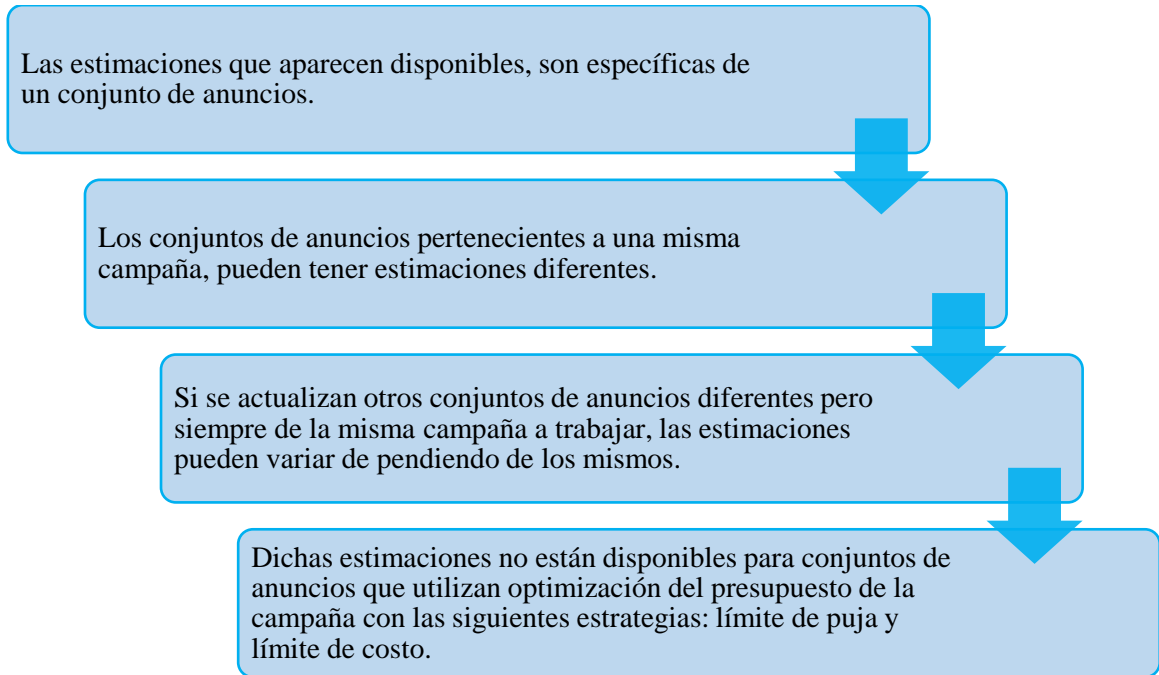 Las estimaciones que aparecen disponibles, son específicas de
un conjunto de anuncios.
Los conjuntos de anuncios pertenecientes a una misma
campaña, pueden tener estimaciones diferentes.
Si se actualizan otros conjuntos de anuncios diferentes pero
siempre de la misma campaña a trabajar, las estimaciones
pueden variar de pendiendo de los mismos.
Dichas estimaciones no están disponibles para conjuntos de
anuncios que utilizan optimización del presupuesto de la
campaña con las siguientes estrategias: límite de puja y
límite de costo.